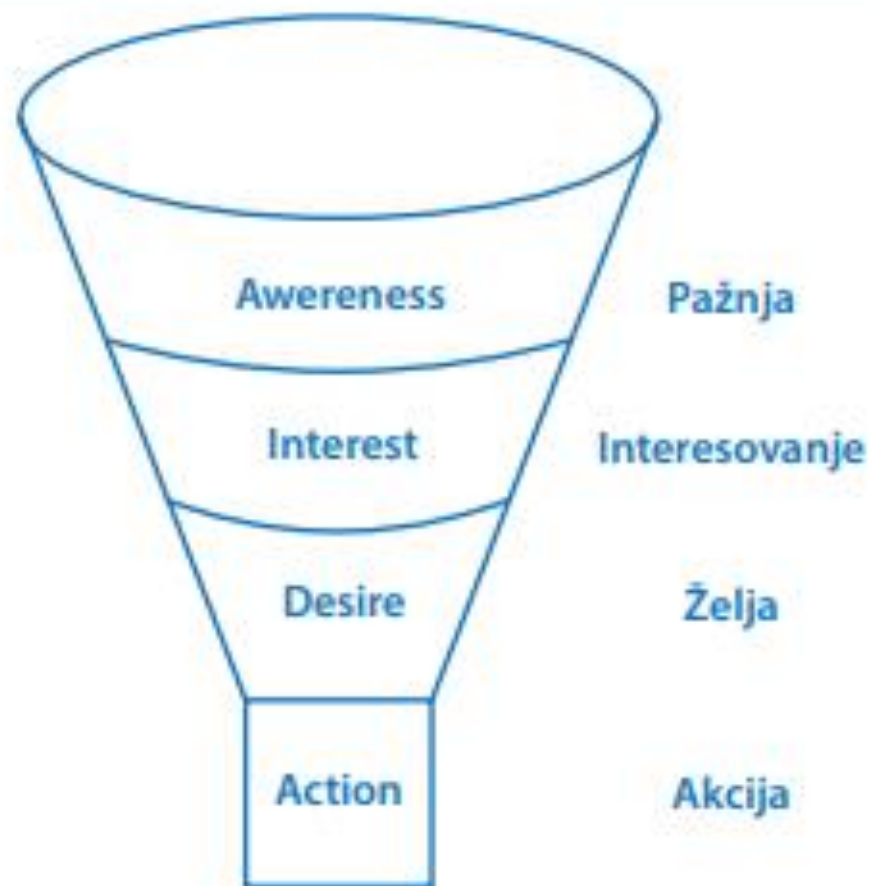 Awereness Pažnja
Interest Interesovanje
Desire Želja
Action Akcija